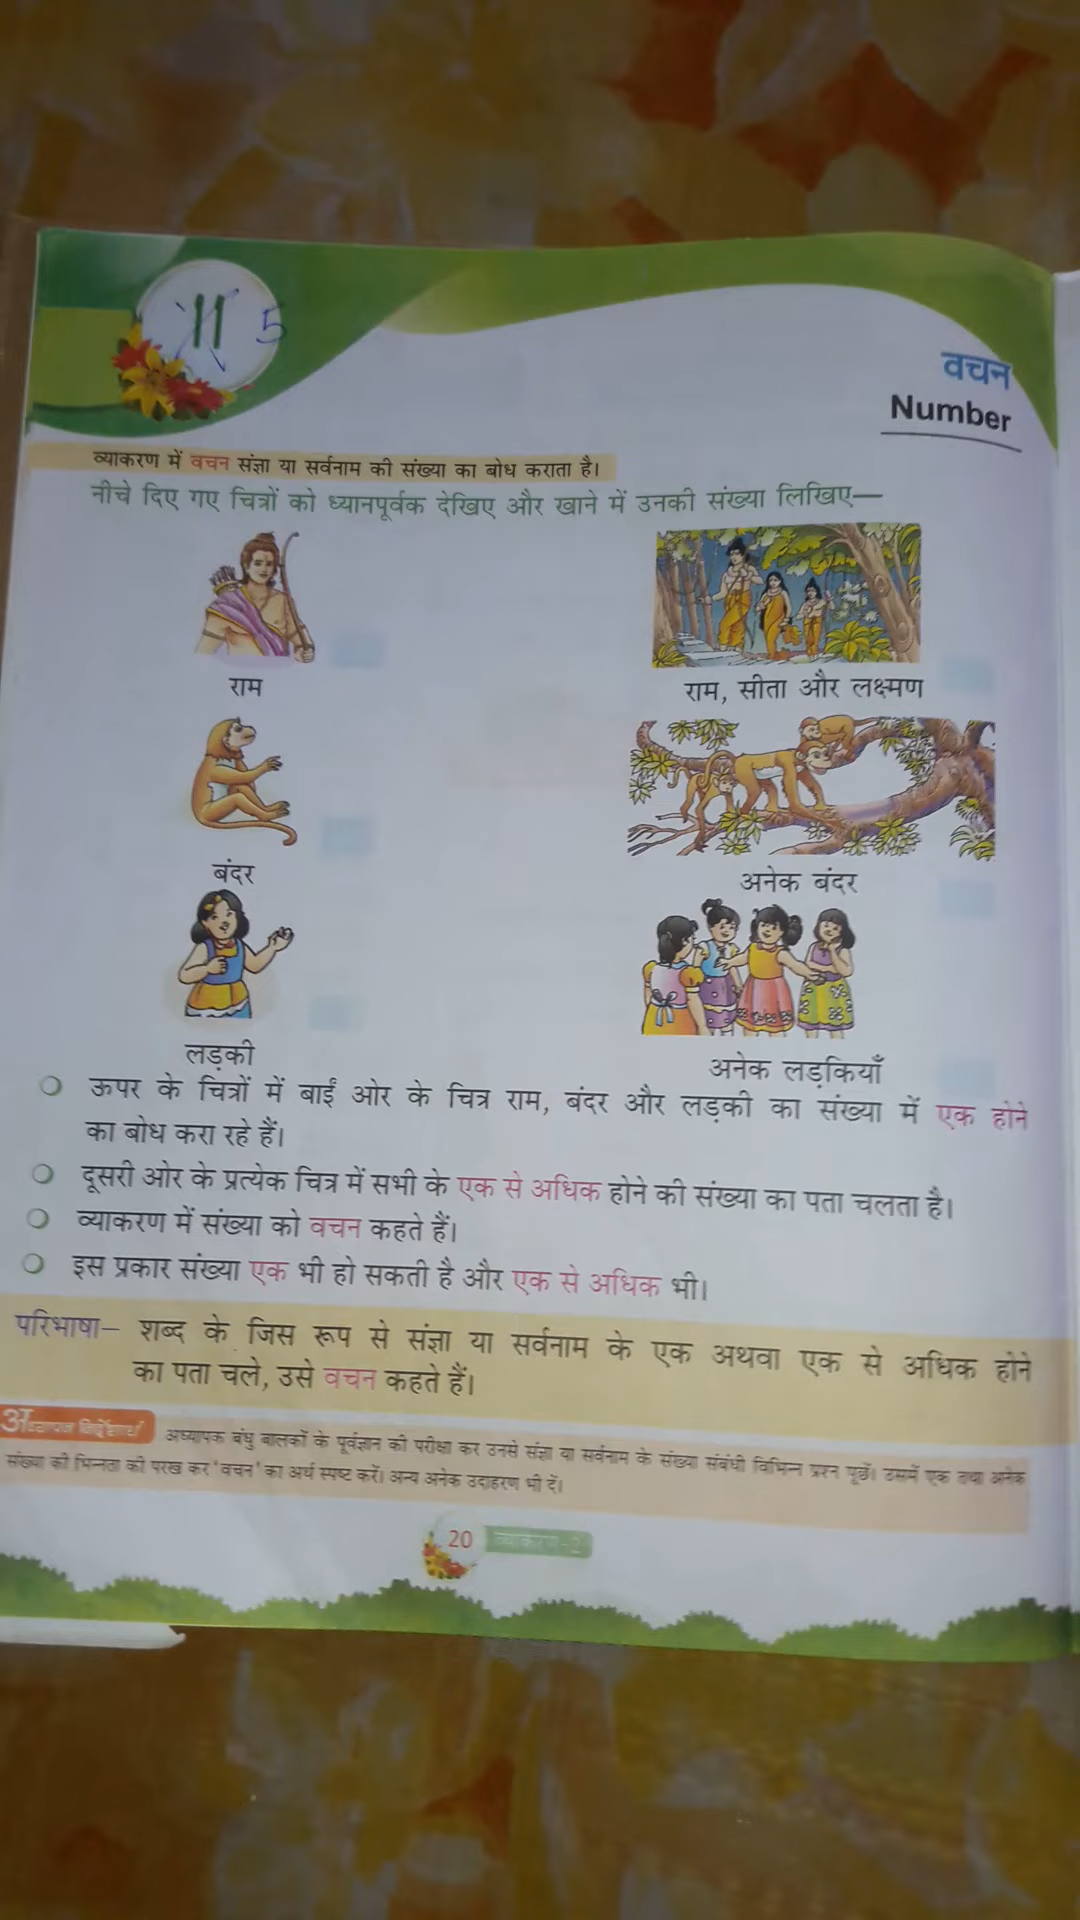 11 5
वचन
Number
व्याकरण में वचन संज्ञा या सर्वनाम की संख्या का बोध कराता है।
नीचे दिए गए चित्रों को ध्यानपूर्वक देखिए और खाने में उनकी संख्या लिखिए—
राम
राम, सीता और लक्ष्मण
बंदर
अनेक बंदर
लड़की
अनेक लड़कियाँ
ऊपर के चित्रों में बाईं ओर के चित्र राम, बंदर और लड़की का संख्या में एक होने
का बोध करा रहे हैं।
दूसरी ओर के प्रत्येक चित्र में सभी के एक से अधिक होने की संख्या का पता चलता है।
व्याकरण में संख्या को वचन कहते हैं।
इस प्रकार संख्या एक भी हो सकती है और एक से अधिक भी।
परिभाषा– शब्द के जिस रूप से संज्ञा या सर्वनाम के एक अथवा एक से अधिक होने
का पता चले, उसे वचन कहते हैं।
अध्यापक बंधु बालकों के पूर्वज्ञान की परीक्षा कर उनसे संज्ञा या सर्वनाम के संख्या संबंधी विभिन्न प्रश्न पूछें। उसमें एक तथा अनेक
संख्या की भिन्नता की परख कर 'वचन' का अर्थ स्पष्ट करें। अन्य अनेक उदाहरण भी दें।
20 व्याकरण-2